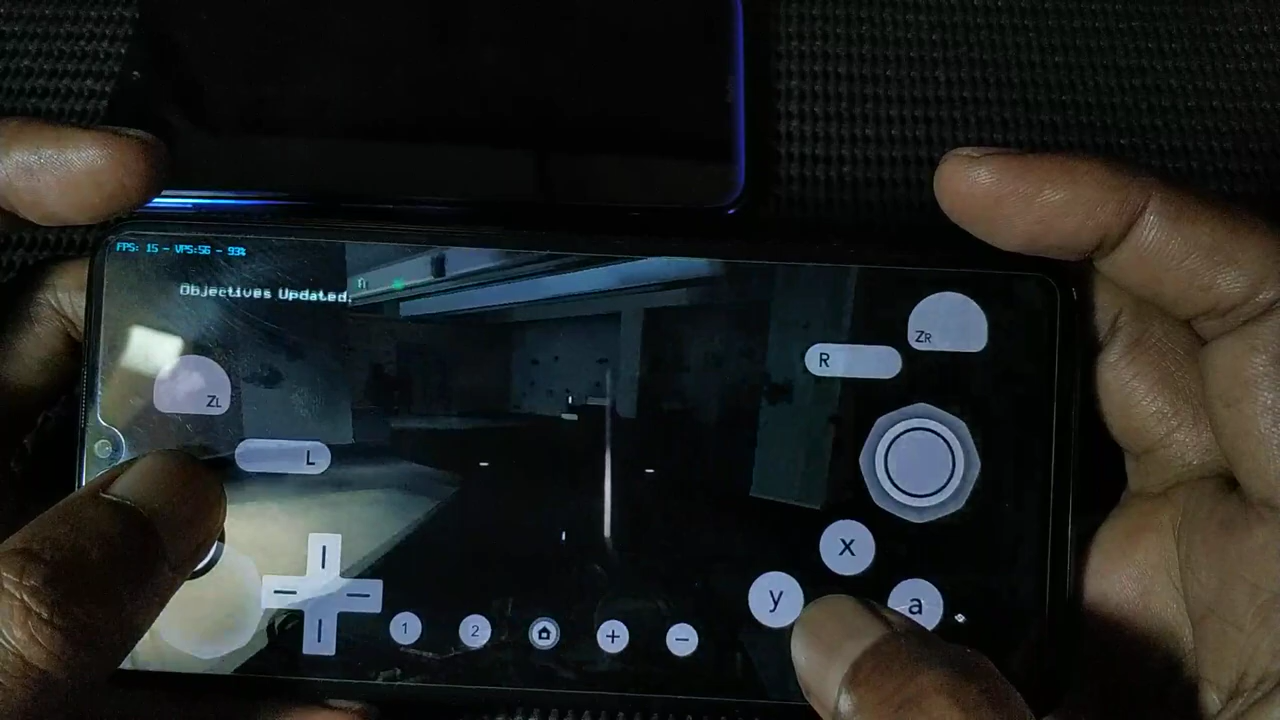 FPS: 15 - VPS:56 - 93%
Objectives Updated.
ZL
L
R
ZR
x
y
a
1
2
+
-